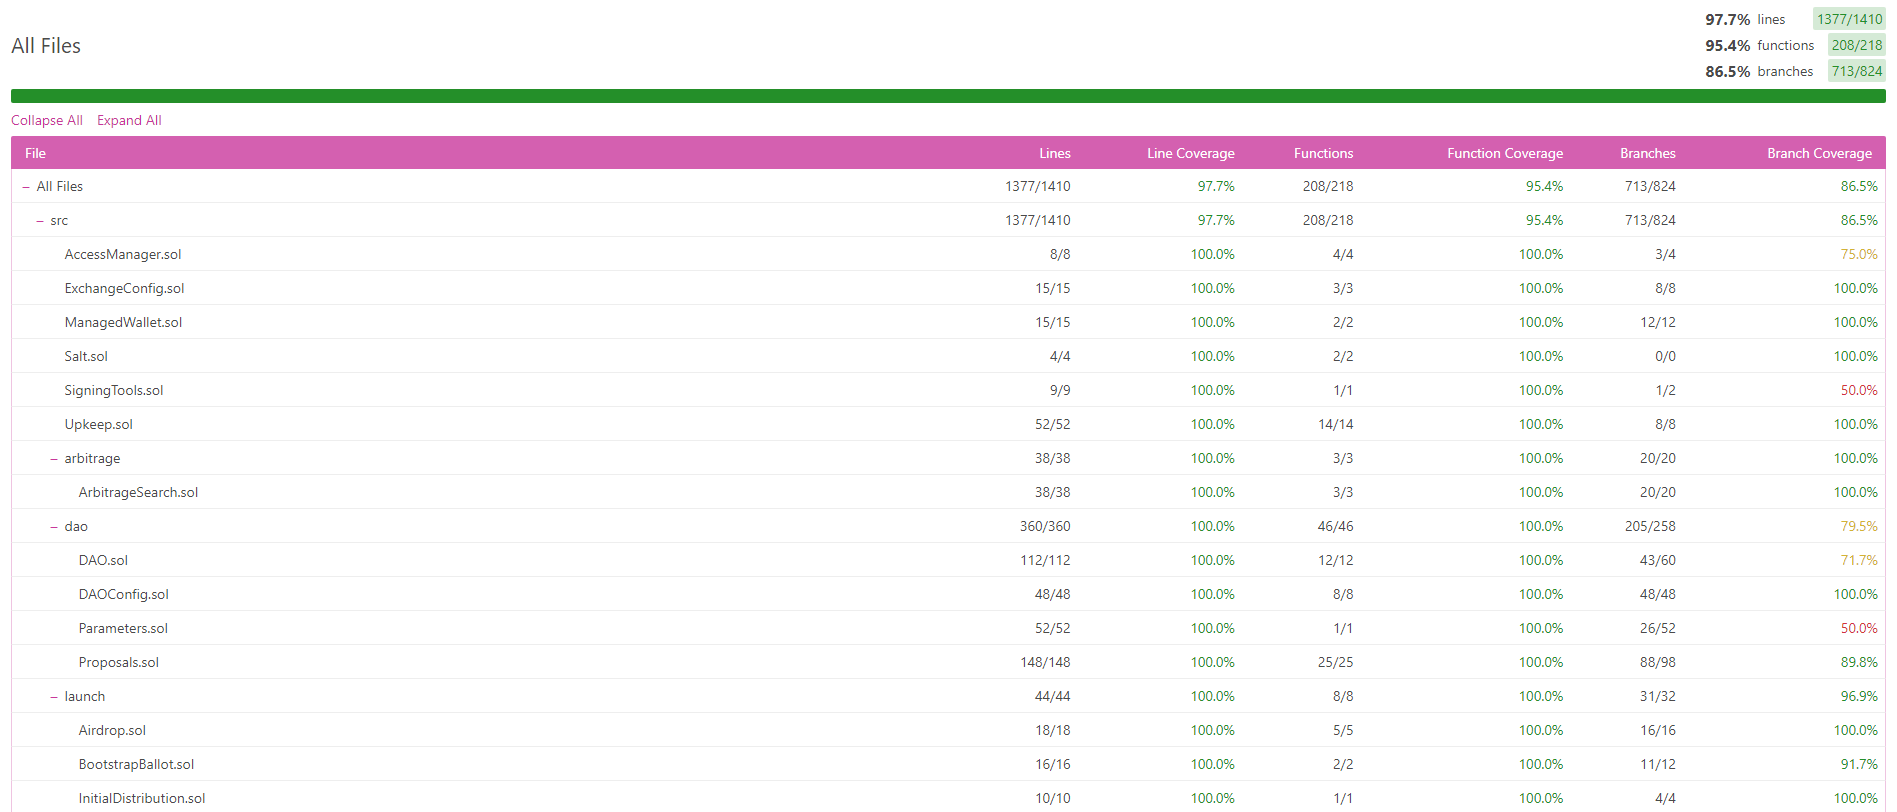 All Files
97.7% lines 1377/1410
95.4% functions 208/218
86.5% branches 713/824
Collapse All Expand All
File Lines Line Coverage Functions Function Coverage Branches Branch Coverage
– All Files 1377/1410 97.7% 208/218 95.4% 713/824 86.5%
– src 1377/1410 97.7% 208/218 95.4% 713/824 86.5%
AccessManager.sol 8/8 100.0% 4/4 100.0% 3/4 75.0%
ExchangeConfig.sol 15/15 100.0% 3/3 100.0% 8/8 100.0%
ManagedWallet.sol 15/15 100.0% 2/2 100.0% 12/12 100.0%
Salt.sol 4/4 100.0% 2/2 100.0% 0/0 100.0%
SigningTools.sol 9/9 100.0% 1/1 100.0% 1/2 50.0%
Upkeep.sol 52/52 100.0% 14/14 100.0% 8/8 100.0%
– arbitrage 38/38 100.0% 3/3 100.0% 20/20 100.0%
ArbitrageSearch.sol 38/38 100.0% 3/3 100.0% 20/20 100.0%
– dao 360/360 100.0% 46/46 100.0% 205/258 79.5%
DAO.sol 112/112 100.0% 12/12 100.0% 43/60 71.7%
DAOConfig.sol 48/48 100.0% 8/8 100.0% 48/48 100.0%
Parameters.sol 52/52 100.0% 1/1 100.0% 26/52 50.0%
Proposals.sol 148/148 100.0% 25/25 100.0% 88/98 89.8%
– launch 44/44 100.0% 8/8 100.0% 31/32 96.9%
Airdrop.sol 18/18 100.0% 5/5 100.0% 16/16 100.0%
BootstrapBallot.sol 16/16 100.0% 2/2 100.0% 11/12 91.7%
InitialDistribution.sol 10/10 100.0% 1/1 100.0% 4/4 100.0%